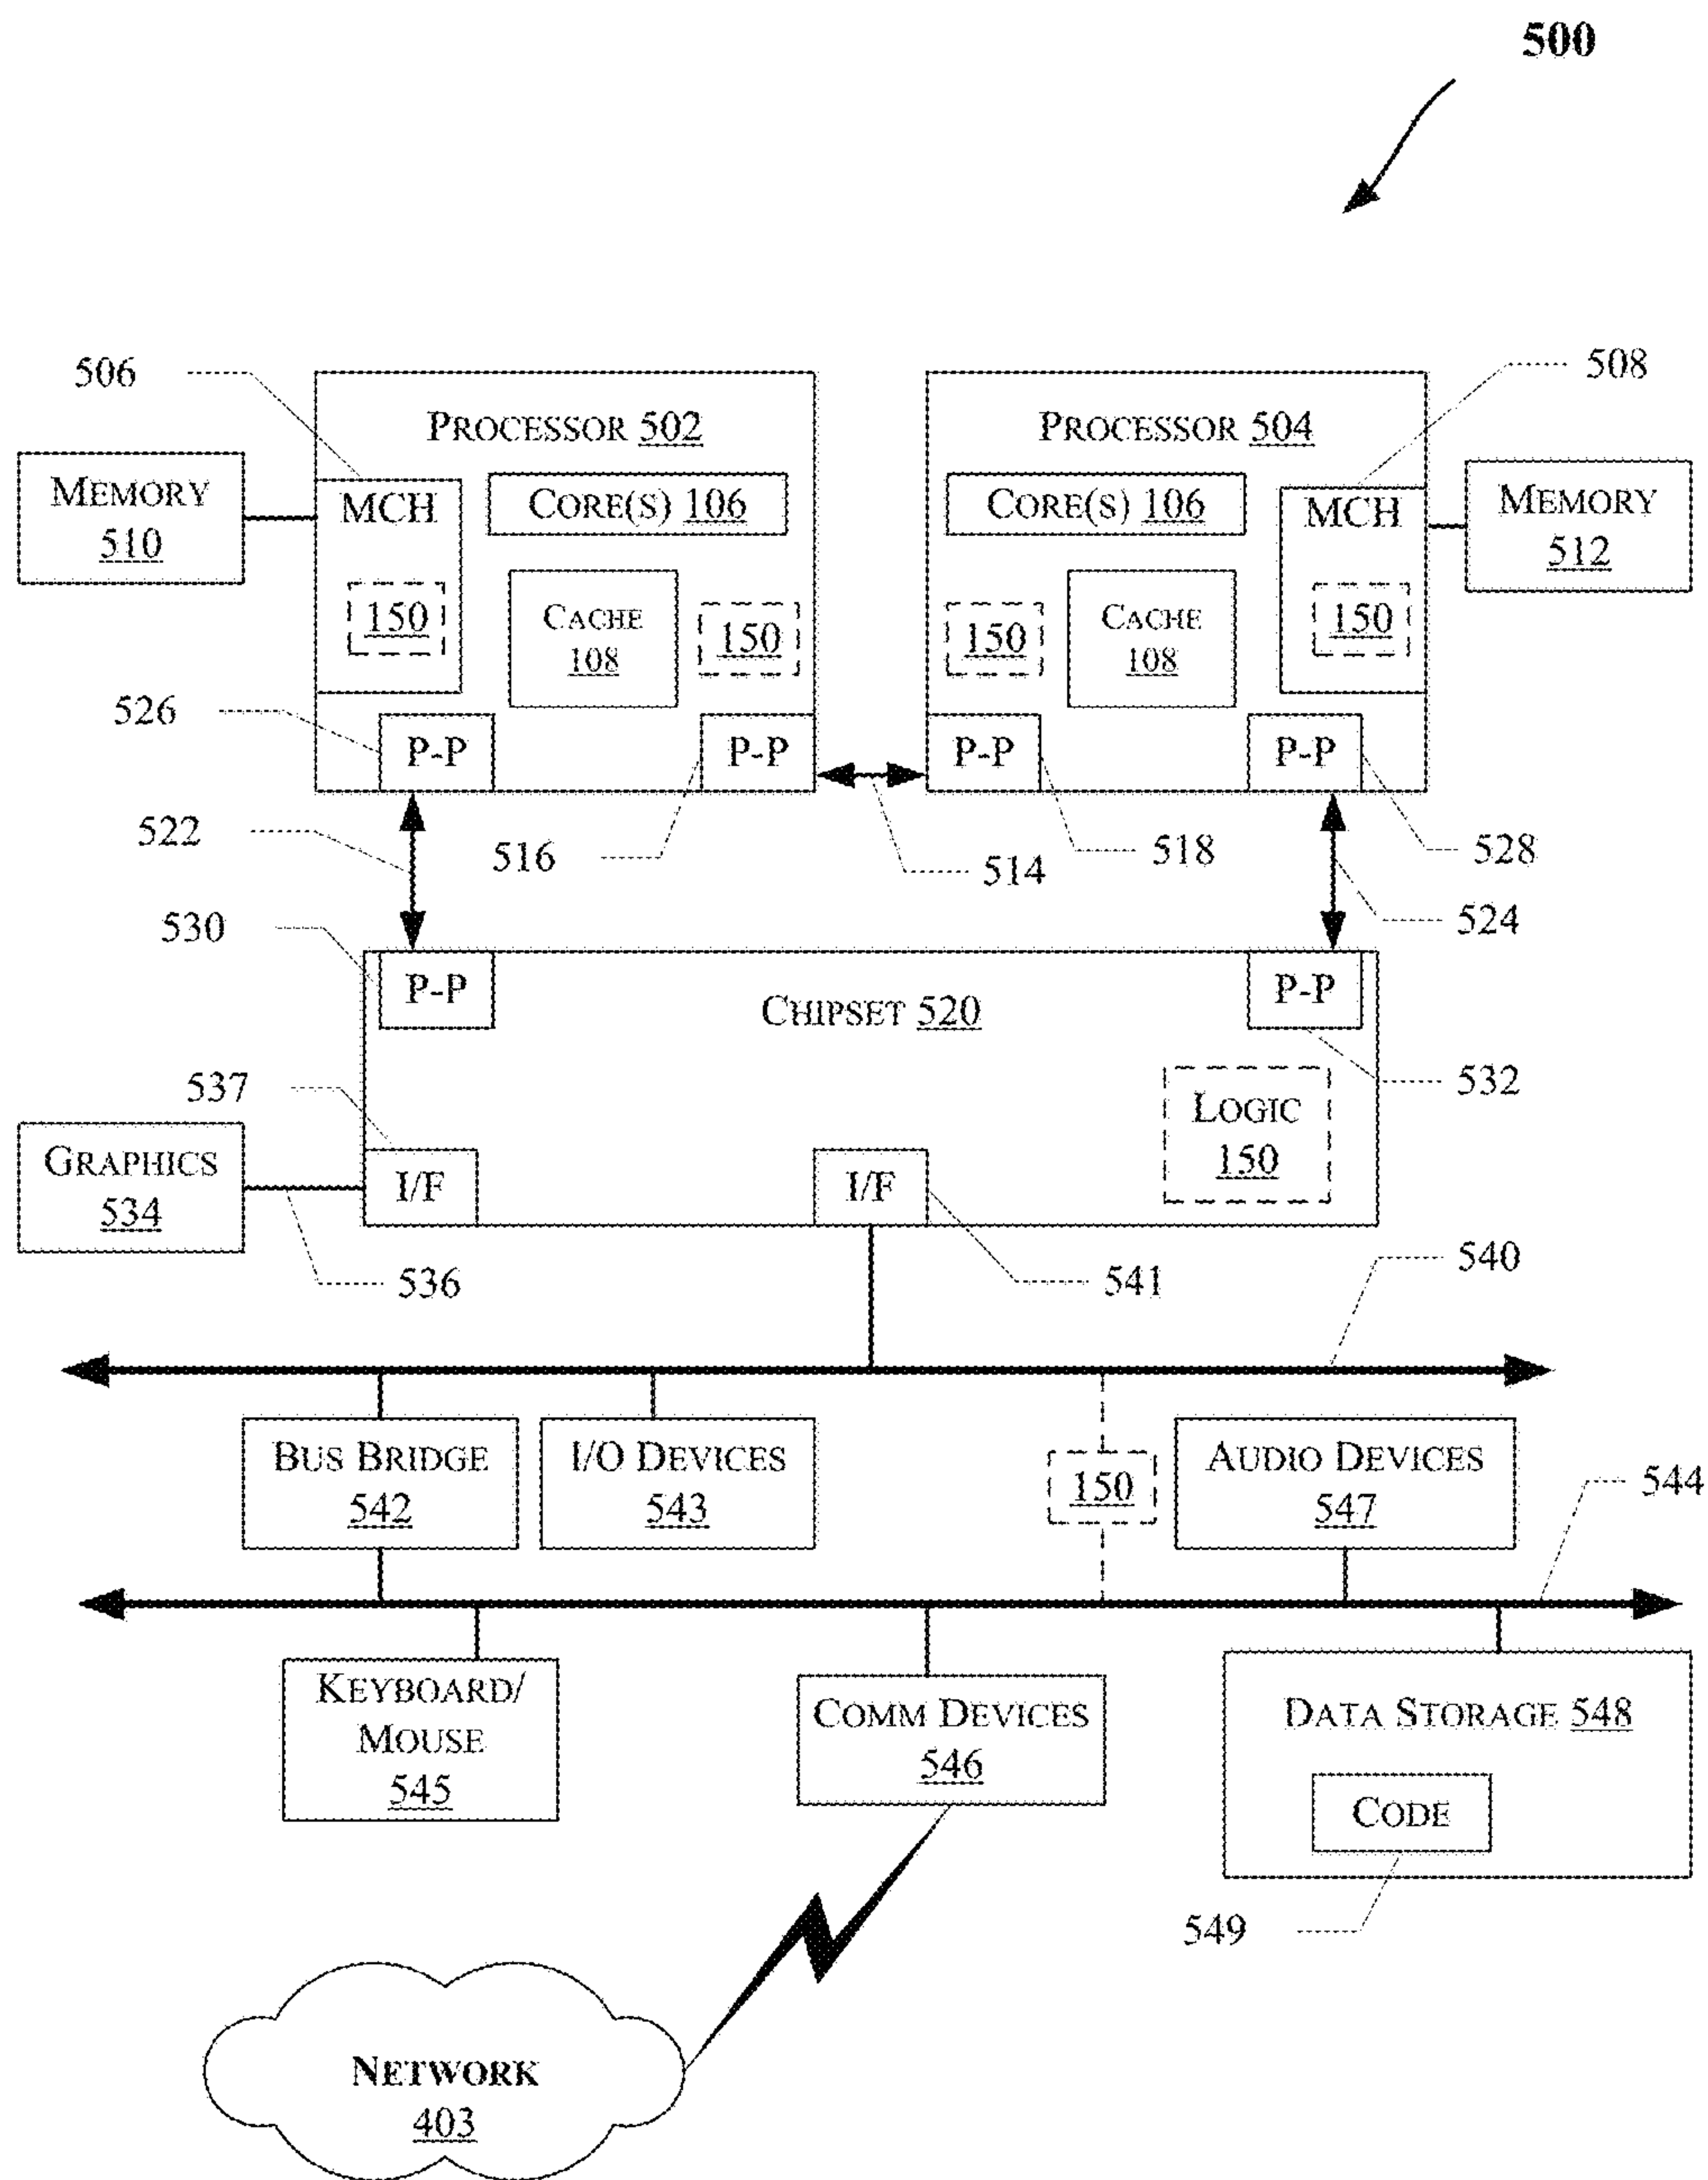 500
506
508
PROCESSOR 502
PROCESSOR 504
MEMORY
510
MCH
CORE(S) 106
CORE(S) 106
MCH
MEMORY
512
150
CACHE
108
150
150
CACHE
108
150
526
P-P
P-P
P-P
P-P
522
516
514
518
528
524
530
P-P
CHIPSET 520
P-P
532
537
LOGIC
150
GRAPHICS
534
I/F
I/F
536
541
540
BUS BRIDGE
542
I/O DEVICES
543
150
AUDIO DEVICES
547
544
KEYBOARD/
MOUSE
545
COMM DEVICES
546
DATA STORAGE 548
CODE
549
NETWORK
403